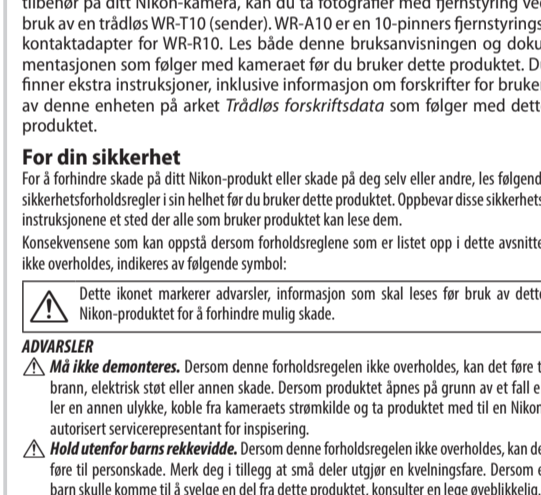 tilbehør på ditt Nikon-kamera, kan du ta fotografier med fjernstyring ve
bruk av en trådløs WR-T10 (sender). WR-A10 er en 10-pinners fjernstyrings
kontaktadapter for WR-R10. Les både denne bruksanvisningen og doku
mentasjonen som følger med kameraet før du bruker dette produktet. D
finner ekstra instruksjoner, inklusive informasjon om forskrifter for bruker
av denne enheten på arket Trådløs forskriftsdata som følger med dett
produktet.
For din sikkerhet
For å forhindre skade på ditt Nikon-produkt eller skade på deg selv eller andre, les følgend
sikkerhetsforholdsregler i sin helhet før du bruker dette produktet. Oppbevar disse sikkerhets
instruksjonene et sted der alle som bruker produktet kan lese dem.
Konsekvensene som kan oppstå dersom forholdsreglene som er listet opp i dette avsnitte
ikke overholdes, indikeres av følgende symbol:
Dette ikonet markerer advarsler, informasjon som skal leses før bruk av dett
Nikon-produktet for å forhindre mulig skade.
ADVARSLER
Må ikke demonteres. Dersom denne forholdsregelen ikke overholdes, kan det føre t
brann, elektrisk støt eller annen skade. Dersom produktet åpnes på grunn av et fall e
ler en annen ulykke, koble fra kameraets strømkilde og ta produktet med til en Nikon
autorisert servicerepresentant for inspisering.
Hold utenfor barns rekkevidde. Dersom denne forholdsregelen ikke overholdes, kan de
føre til personskade. Merk deg i tillegg at små deler utgjør en kvelningsfare. Dersom e
barn skulle komme til å svelge en del fra dette produktet, konsulter en lege øyeblikkelig.